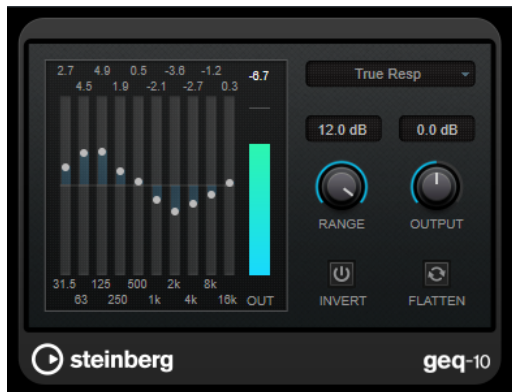 2.7 4.9 0.5 -3.6 -1.2 -6.7
4.5 1.9 -2.1 -2.7 0.3
True Resp
12.0 dB 0.0 dB
RANGE OUTPUT
31.5 125 500 2k 8k
63 250 1k 4k 16k OUT
INVERT FLATTEN
steinberg geq-10